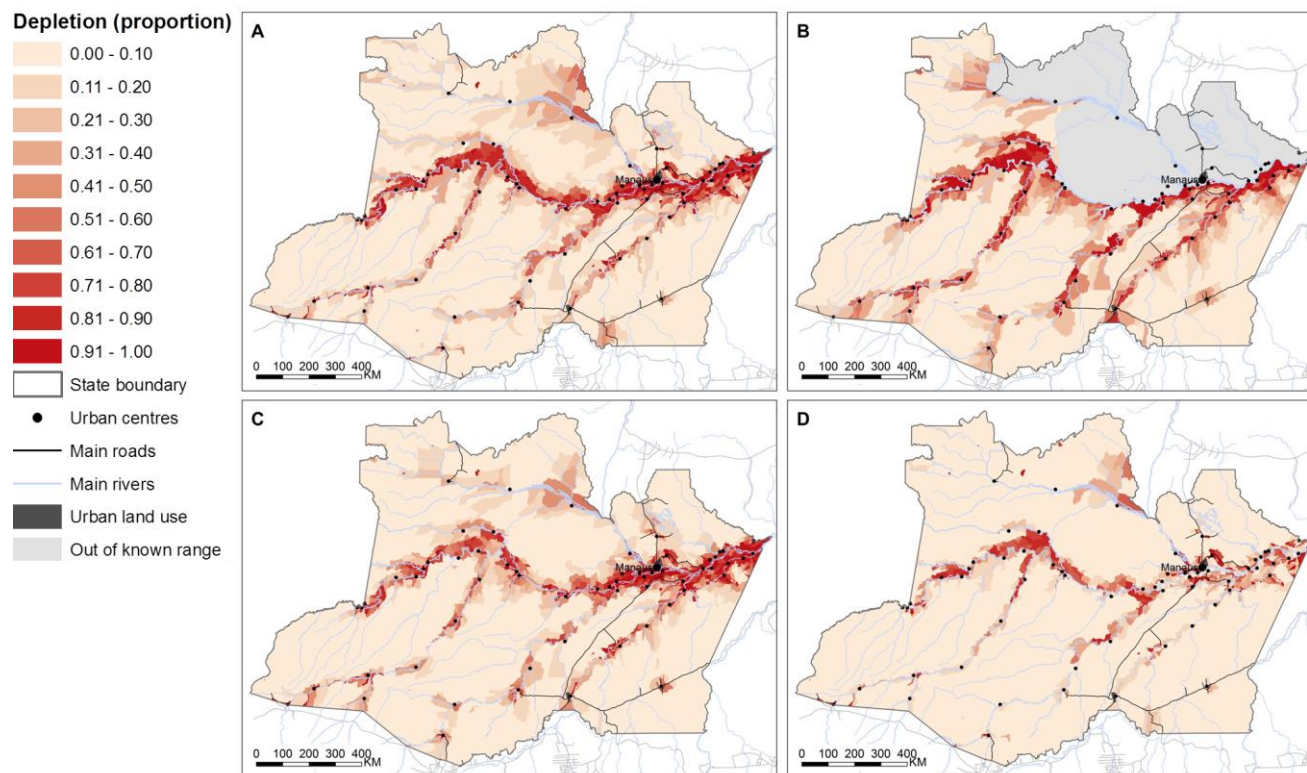 Depletion (proportion)
0.00 - 0.10
0.11 - 0.20
0.21 - 0.30
0.31 - 0.40
0.41 - 0.50
0.51 - 0.60
0.61 - 0.70
0.71 - 0.80
0.81 - 0.90
0.91 - 1.00
State boundary
Urban centres
Main roads
Main rivers
Urban land use
Out of known range
A
Manaus
0 100 200 300 400
KM
B
Manaus
0 100 200 300 400
KM
C
Manaus
0 100 200 300 400
KM
D
Manaus
0 100 200 300 400
KM